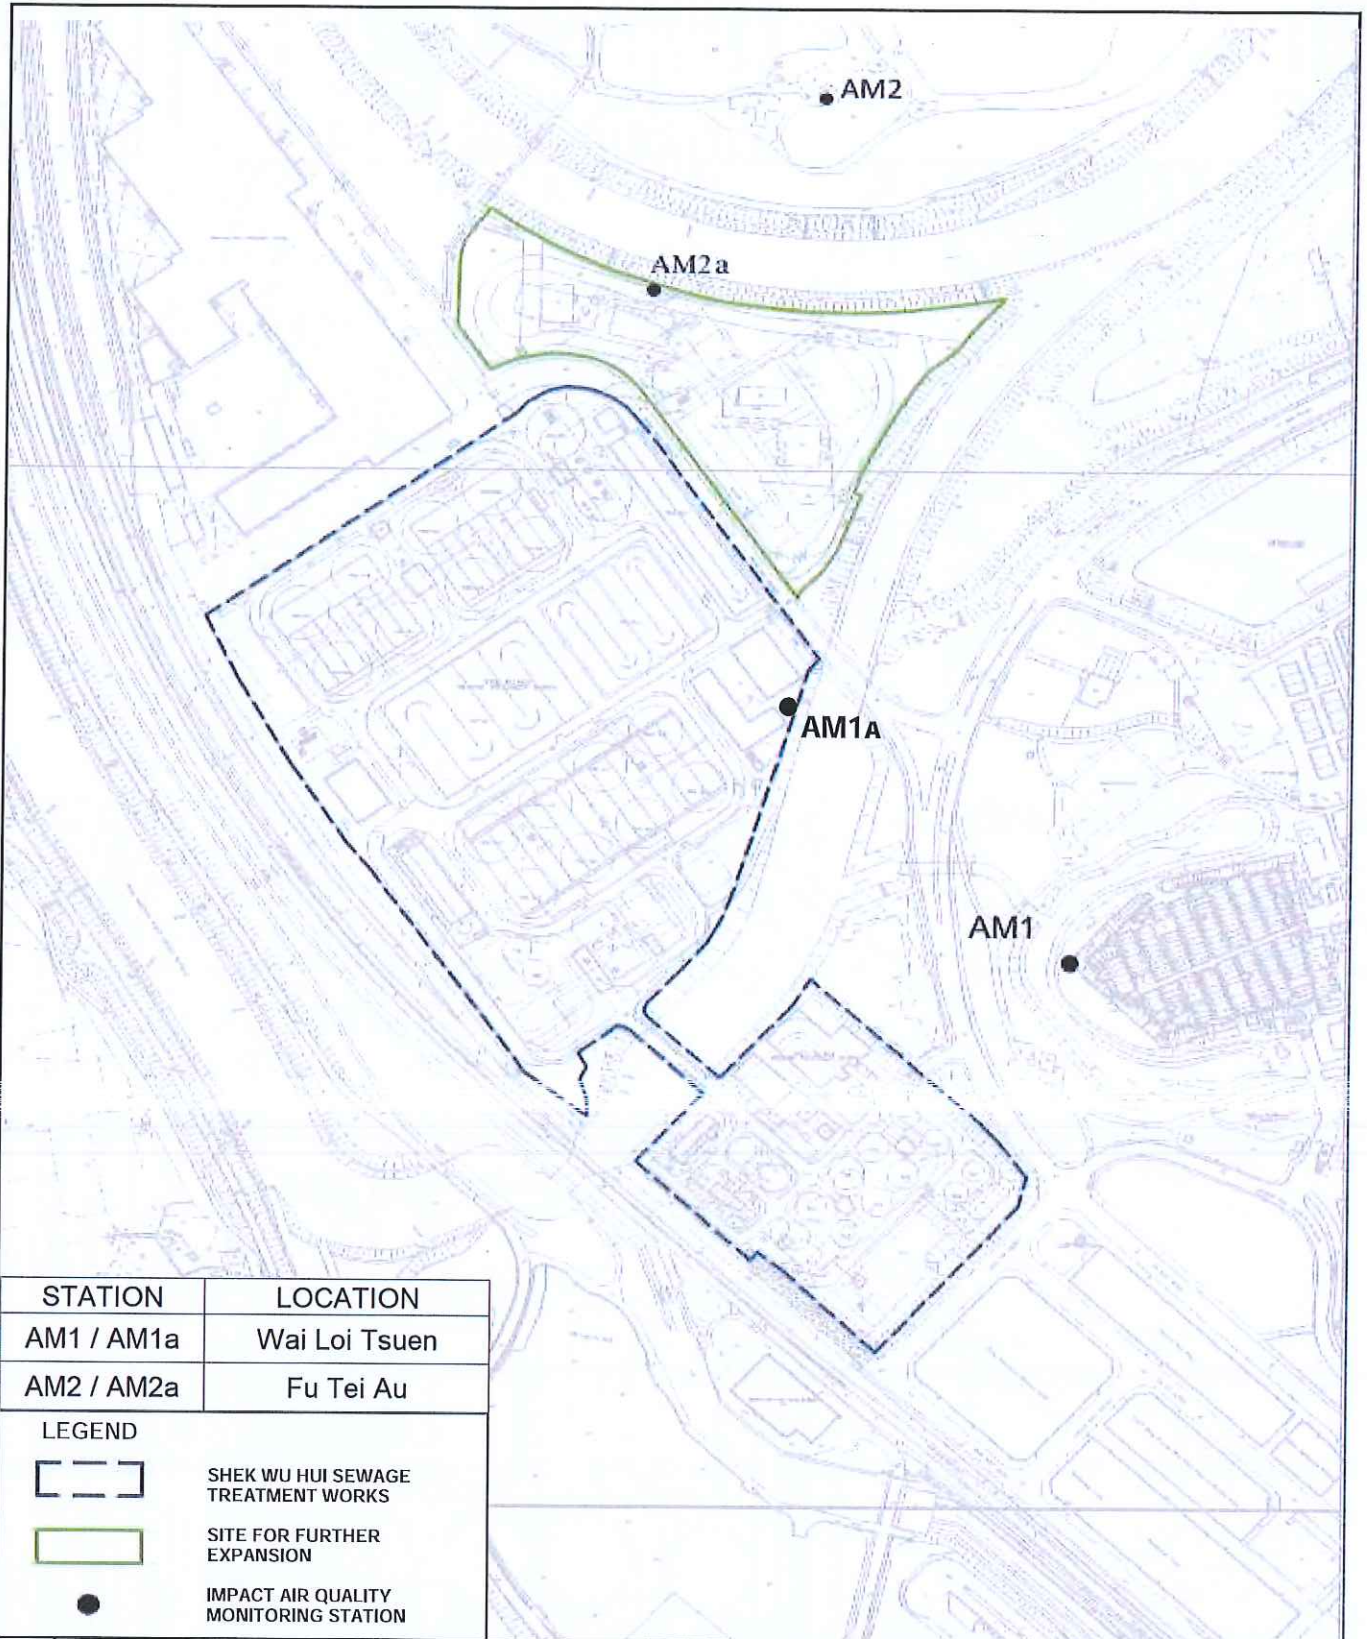 AM2
AM2a
AM1A
AM1
STATION LOCATION
AM1 / AM1a Wai Loi Tsuen
AM2 / AM2a Fu Tei Au
LEGEND
SHEK WU HUI SEWAGE
TREATMENT WORKS
SITE FOR FURTHER
EXPANSION
IMPACT AIR QUALITY
MONITORING STATION